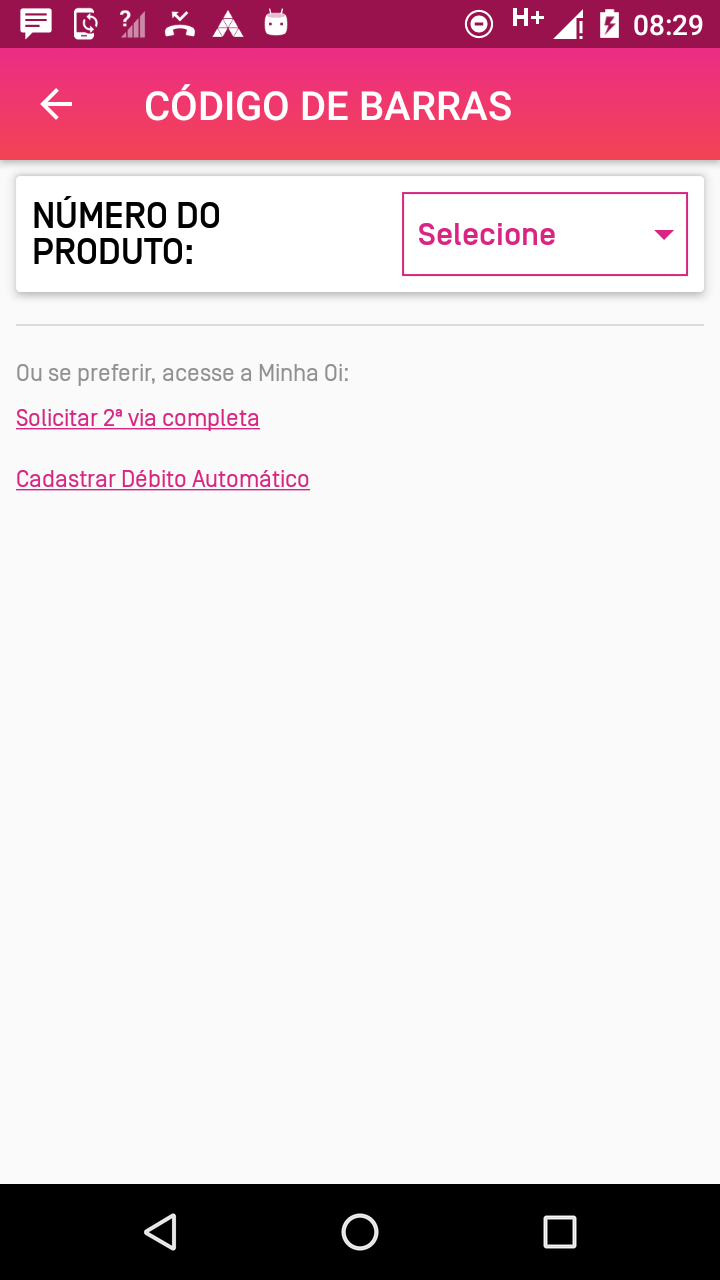 H+ 08:29
CÓDIGO DE BARRAS
NÚMERO DO
PRODUTO:
Selecione
Ou se preferir, acesse a Minha Oi:
Solicitar 2ª via completa
Cadastrar Débito Automático